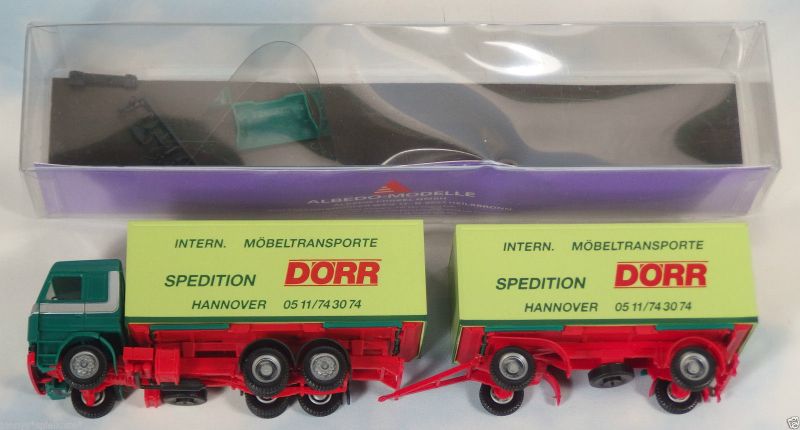 ALBEDO-MODELLE
INTERN. MÖBELTRANSPORTE
SPEDITION DÖRR
HANNOVER 05 11/74 30 74
INTERN. MÖBELTRANSPORTE
SPEDITION DÖRR
HANNOVER 05 11/74 30 74